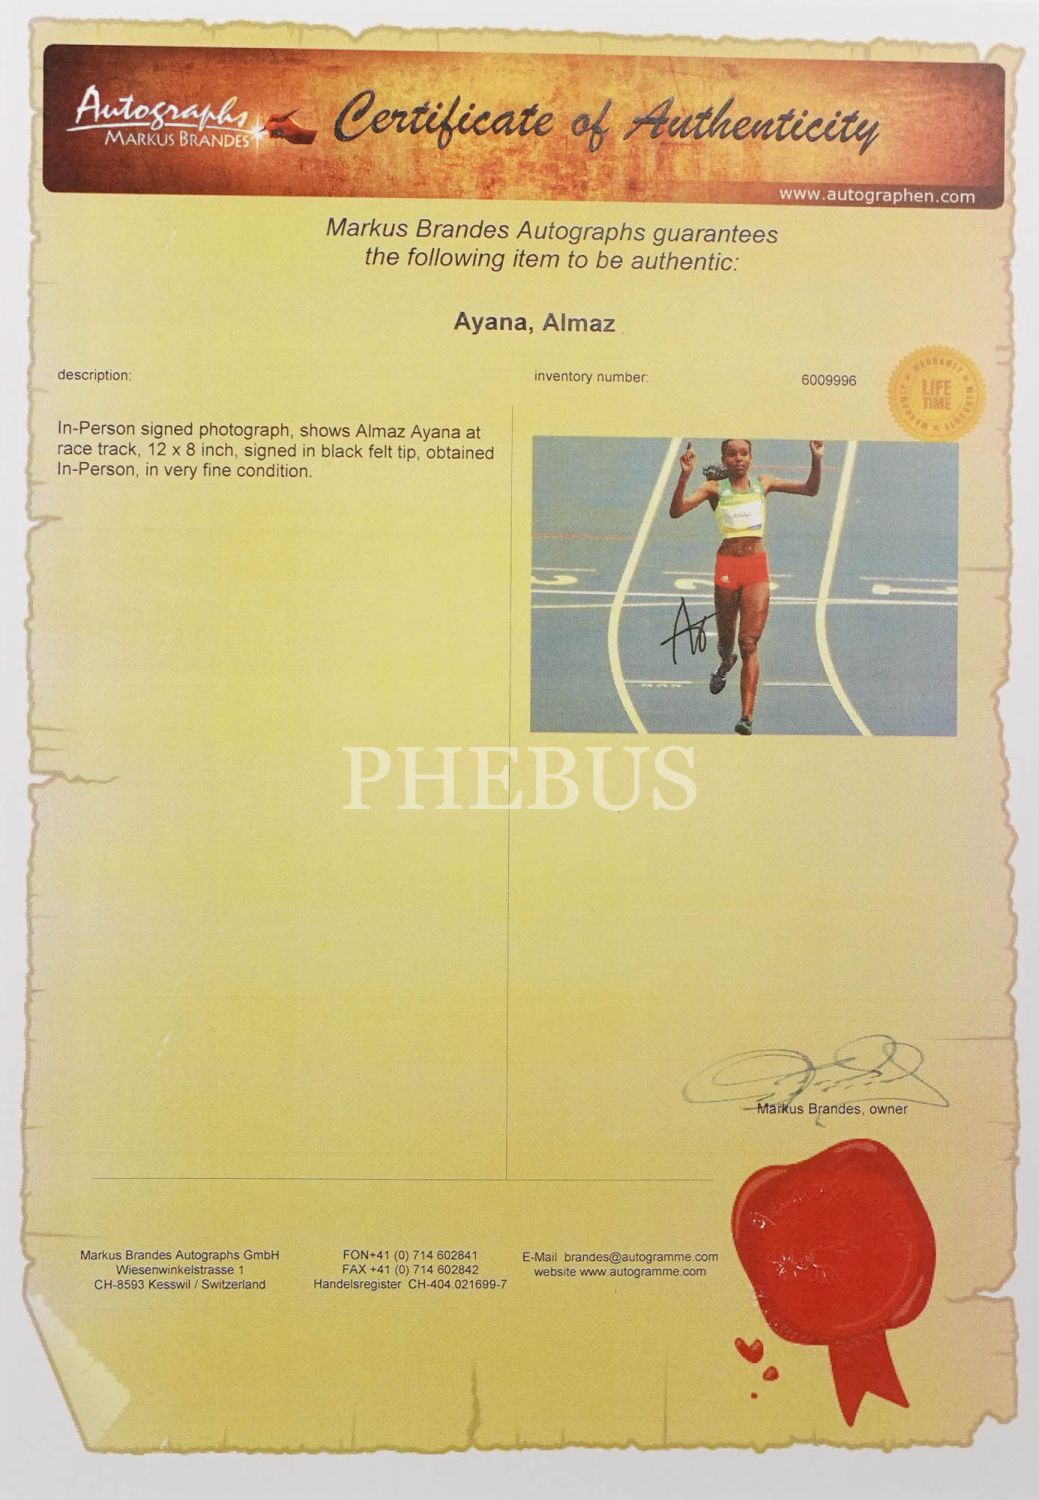 Autographs
MARKUS BRANDES
Certificate of Authenticity
www.autographen.com
Markus Brandes Autographs guarantees
the following item to be authentic:
Ayana, Almaz
description:
inventory number:
6009996
WARRANTY
LIFE
TIME
WARRANTY
In-Person signed photograph, shows Almaz Ayana at
race track, 12 x 8 inch, signed in black felt tip, obtained
In-Person, in very fine condition.
PHEBUS
Markus Brandes, owner
Markus Brandes Autographs GmbH
Wiesenwinkelstrasse 1
CH-8593 Kesswil / Switzerland
FON+41 (0) 714 602841
FAX +41 (0) 714 602842
Handelsregister CH-404.021699-7
E-Mail brandes@autogramme.com
website www.autogramme.com